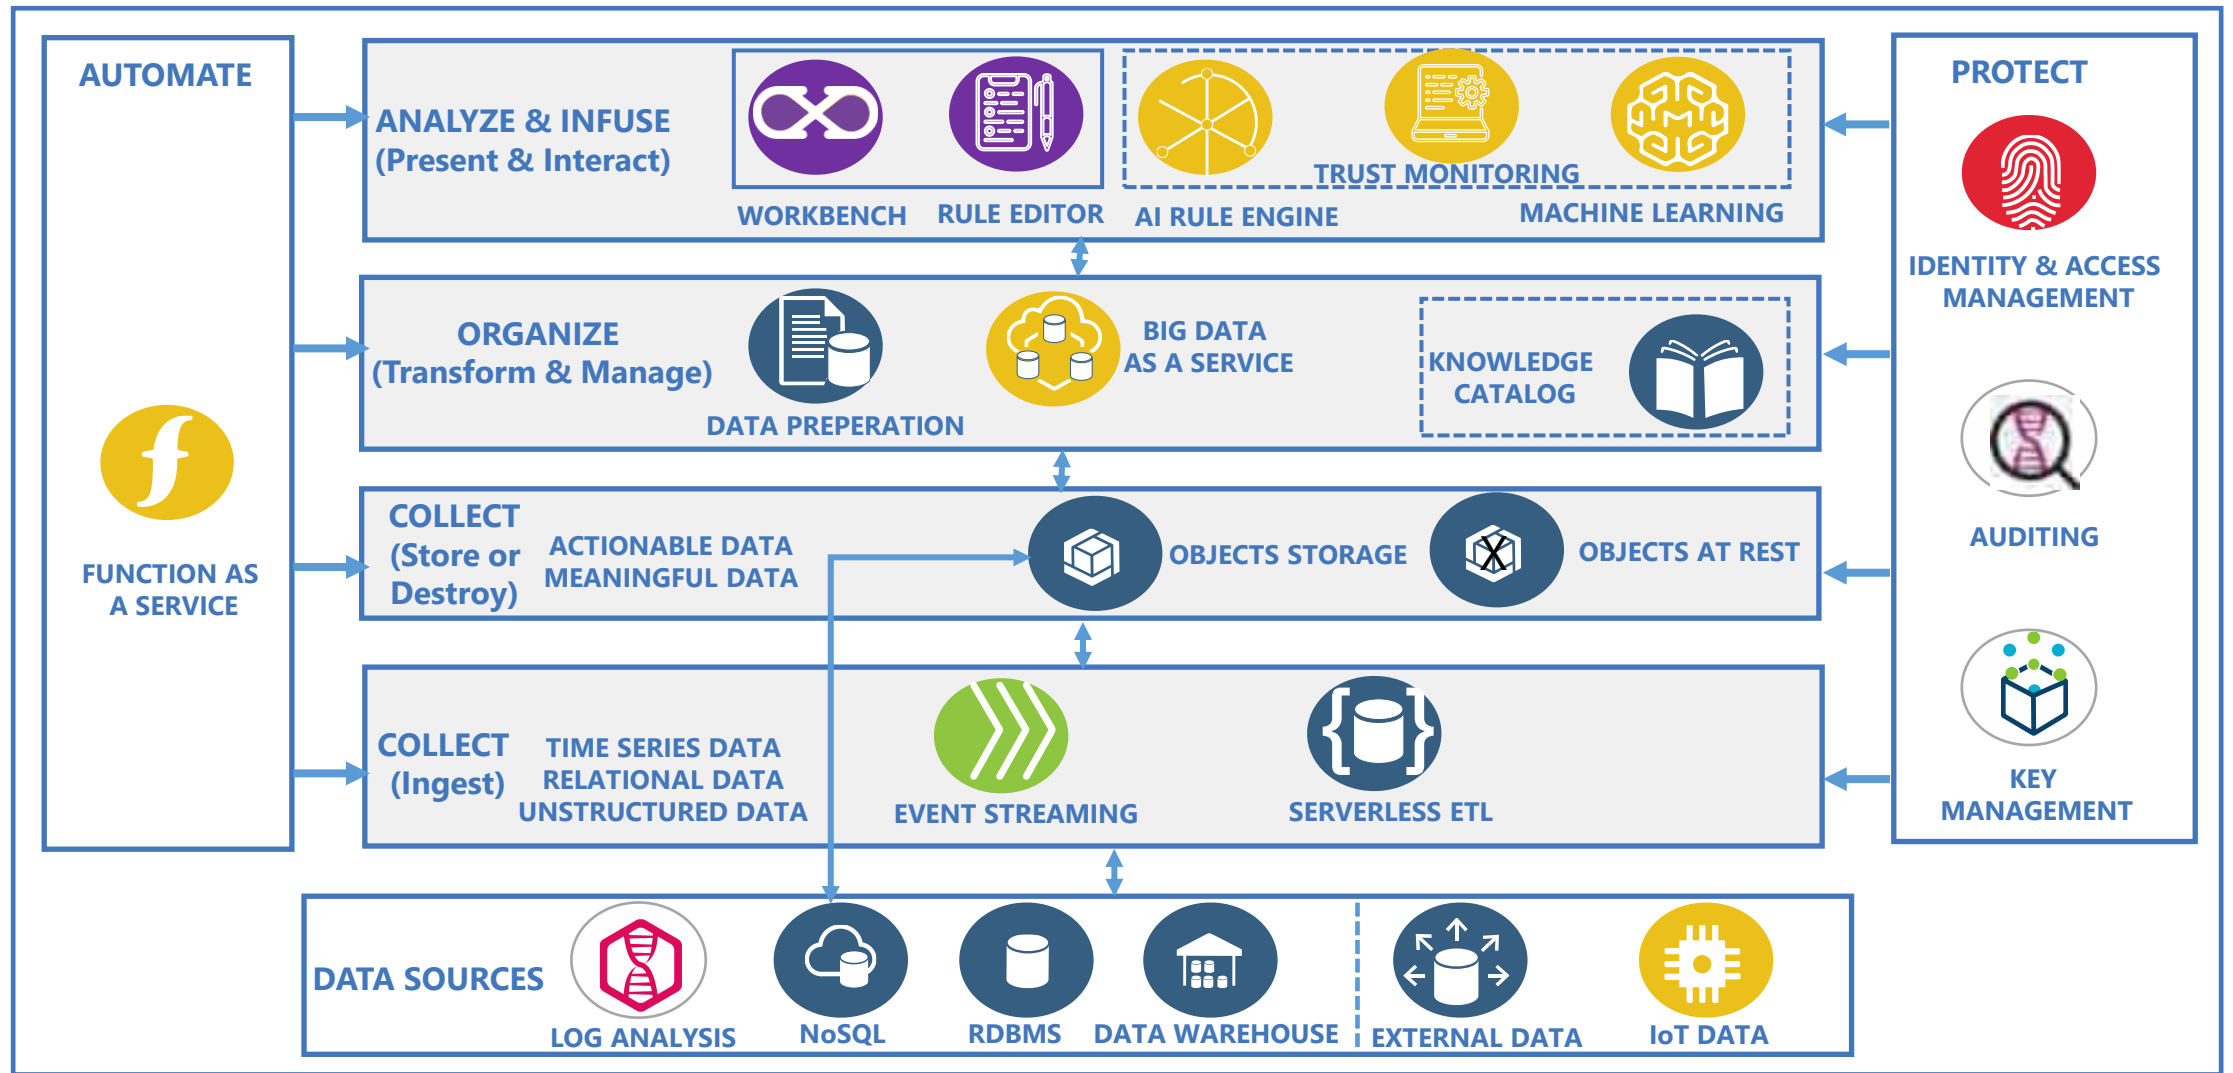 AUTOMATE
FUNCTION AS
A SERVICE
ANALYZE & INFUSE
(Present & Interact)
WORKBENCH
RULE EDITOR
AI RULE ENGINE
TRUST MONITORING
MACHINE LEARNING
ORGANIZE
(Transform & Manage)
DATA PREPERATION
BIG DATA
AS A SERVICE
KNOWLEDGE
CATALOG
COLLECT
(Store or
Destroy)
ACTIONABLE DATA
MEANINGFUL DATA
OBJECTS STORAGE
X
OBJECTS AT REST
COLLECT
(Ingest)
TIME SERIES DATA
RELATIONAL DATA
UNSTRUCTURED DATA
EVENT STREAMING
SERVERLESS ETL
DATA SOURCES
LOG ANALYSIS
NoSQL
RDBMS
DATA WAREHOUSE
EXTERNAL DATA
IoT DATA
PROTECT
IDENTITY & ACCESS
MANAGEMENT
AUDITING
KEY
MANAGEMENT